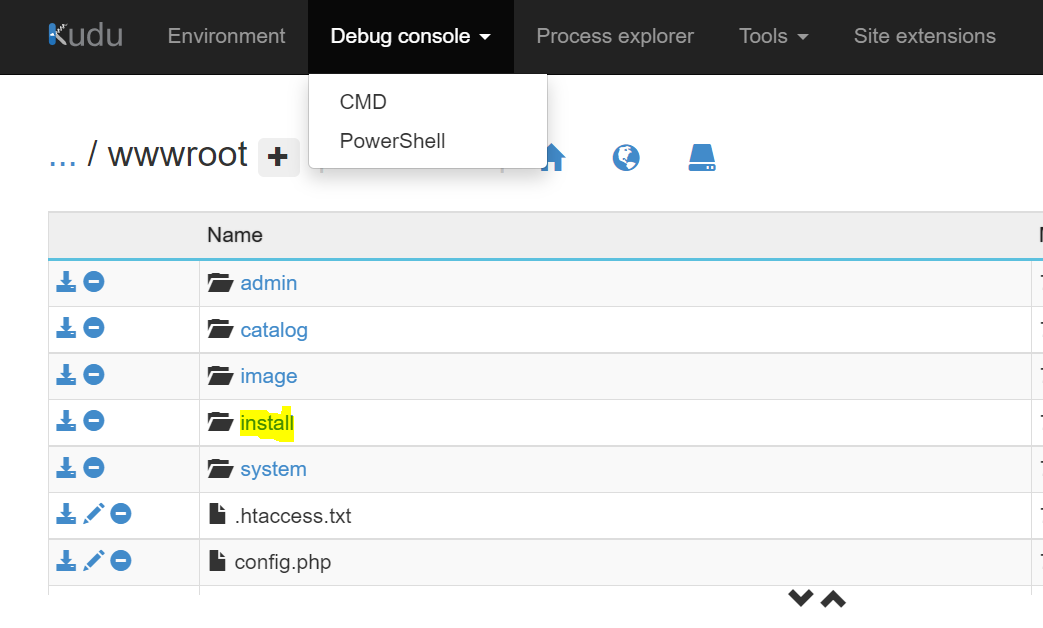 Kudu Environment Debug console Process explorer Tools Site extensions
CMD
PowerShell
... / wwwroot
Name
admin
catalog
image
install
system
.htaccess.txt
config.php